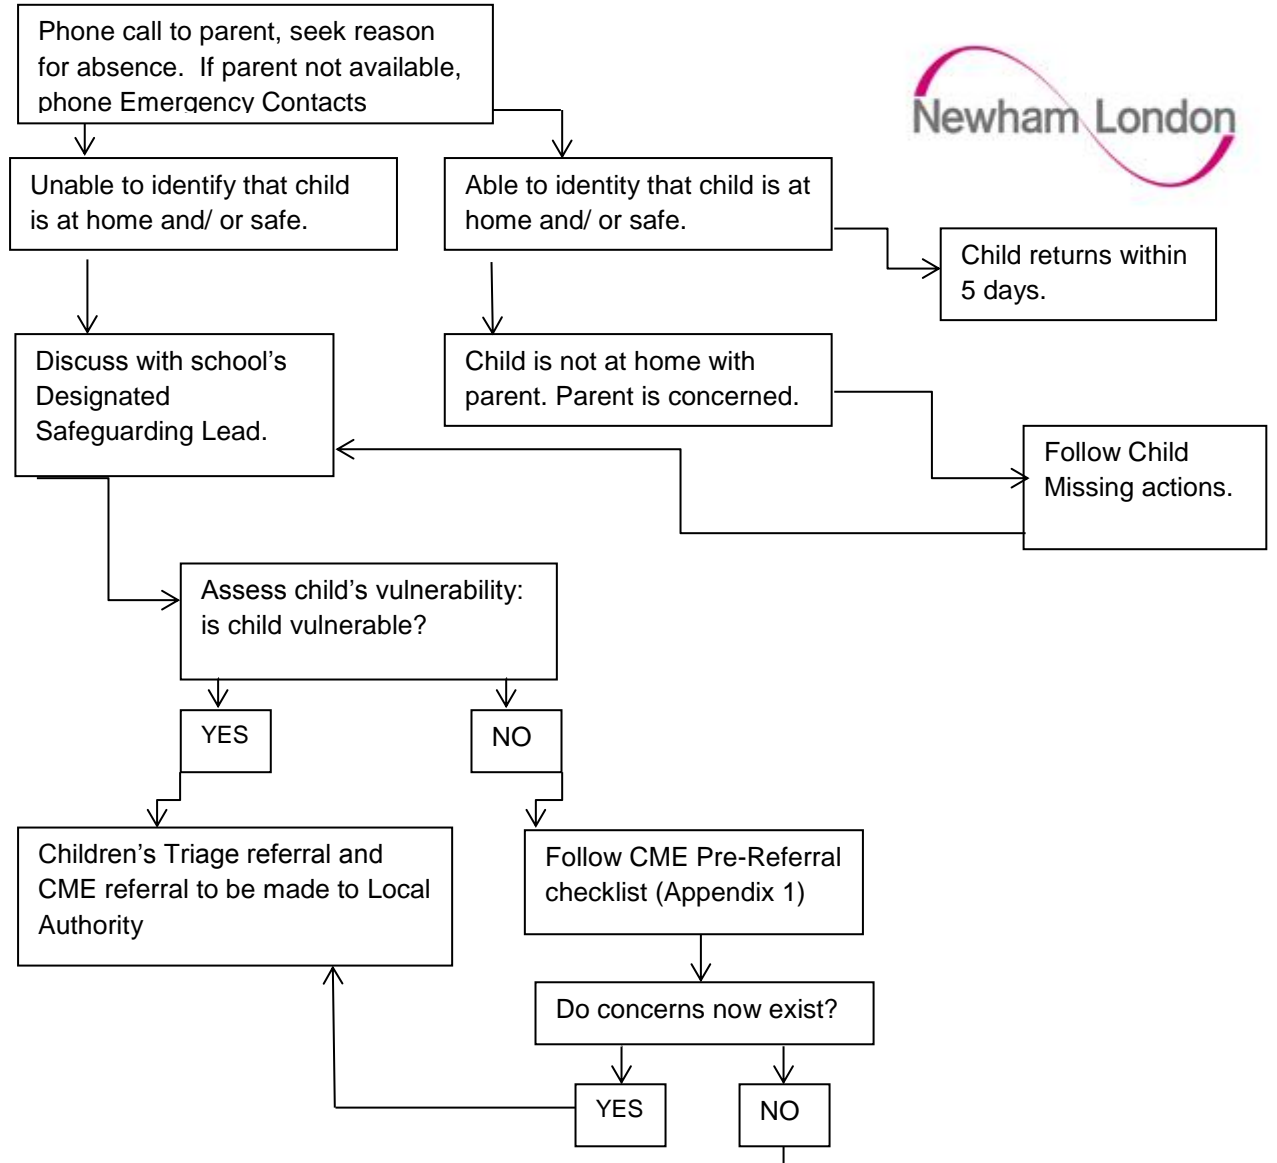 Phone call to parent, seek reason
for absence.  If parent not available,
phone Emergency Contacts
Newham London
Unable to identify that child
is at home and/ or safe.
Able to identity that child is at
home and/ or safe.
Child returns within
5 days.
Discuss with school’s
Designated
Safeguarding Lead.
Child is not at home with
parent. Parent is concerned.
Follow Child
Missing actions.
Assess child’s vulnerability:
is child vulnerable?
YES
NO
Children’s Triage referral and
CME referral to be made to Local
Authority
Follow CME Pre-Referral
checklist (Appendix 1)
Do concerns now exist?
YES
NO